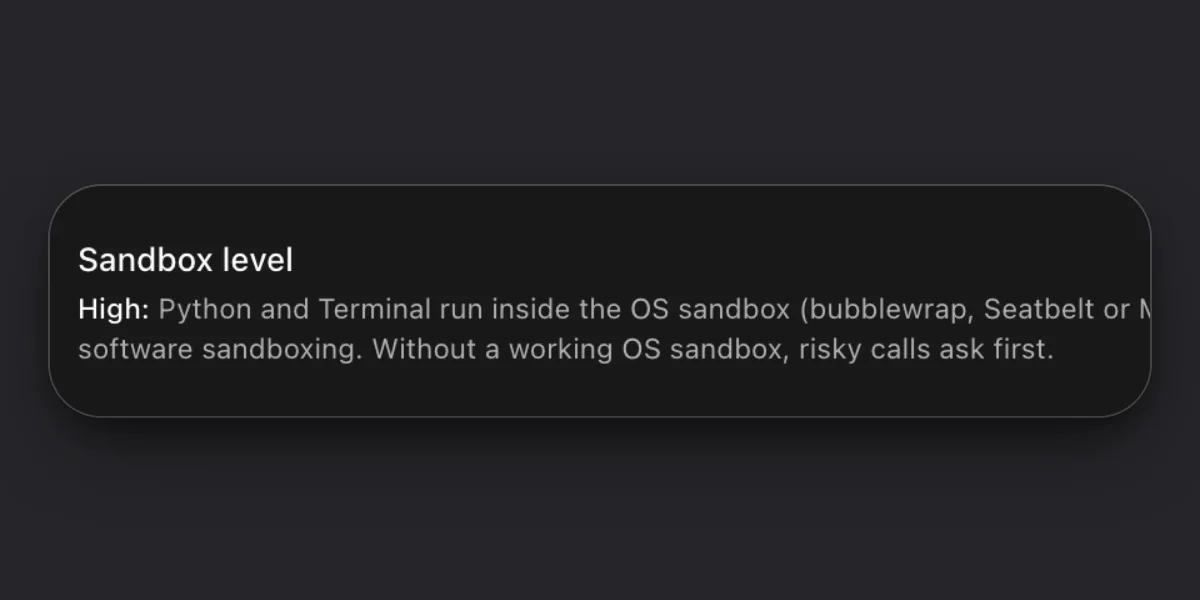 Sandbox level
High: Python and Terminal run inside the OS sandbox (bubblewrap, Seatbelt or
software sandboxing. Without a working OS sandbox, risky calls ask first.